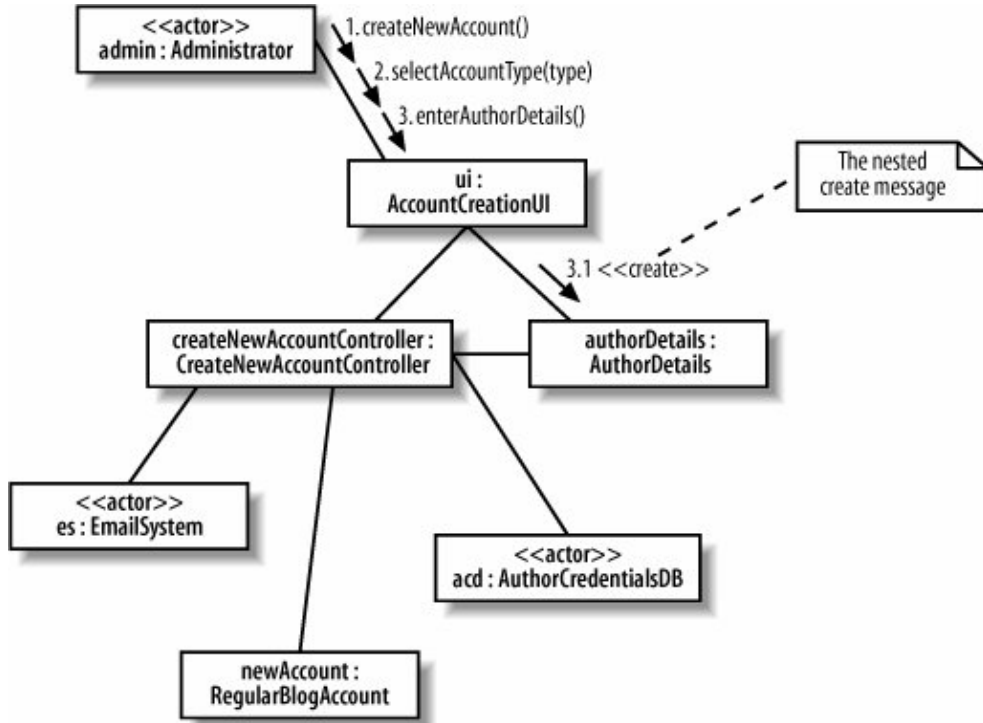 <<actor>>
admin : Administrator
1. createNewAccount()
2. selectAccountType(type)
3. enterAuthorDetails()
ui :
AccountCreationUI
The nested
create message
3.1 <<create>>
createNewAccountController :
CreateNewAccountController
authorDetails :
AuthorDetails
<<actor>>
es : EmailSystem
<<actor>>
acd : AuthorCredentialsDB
newAccount :
RegularBlogAccount